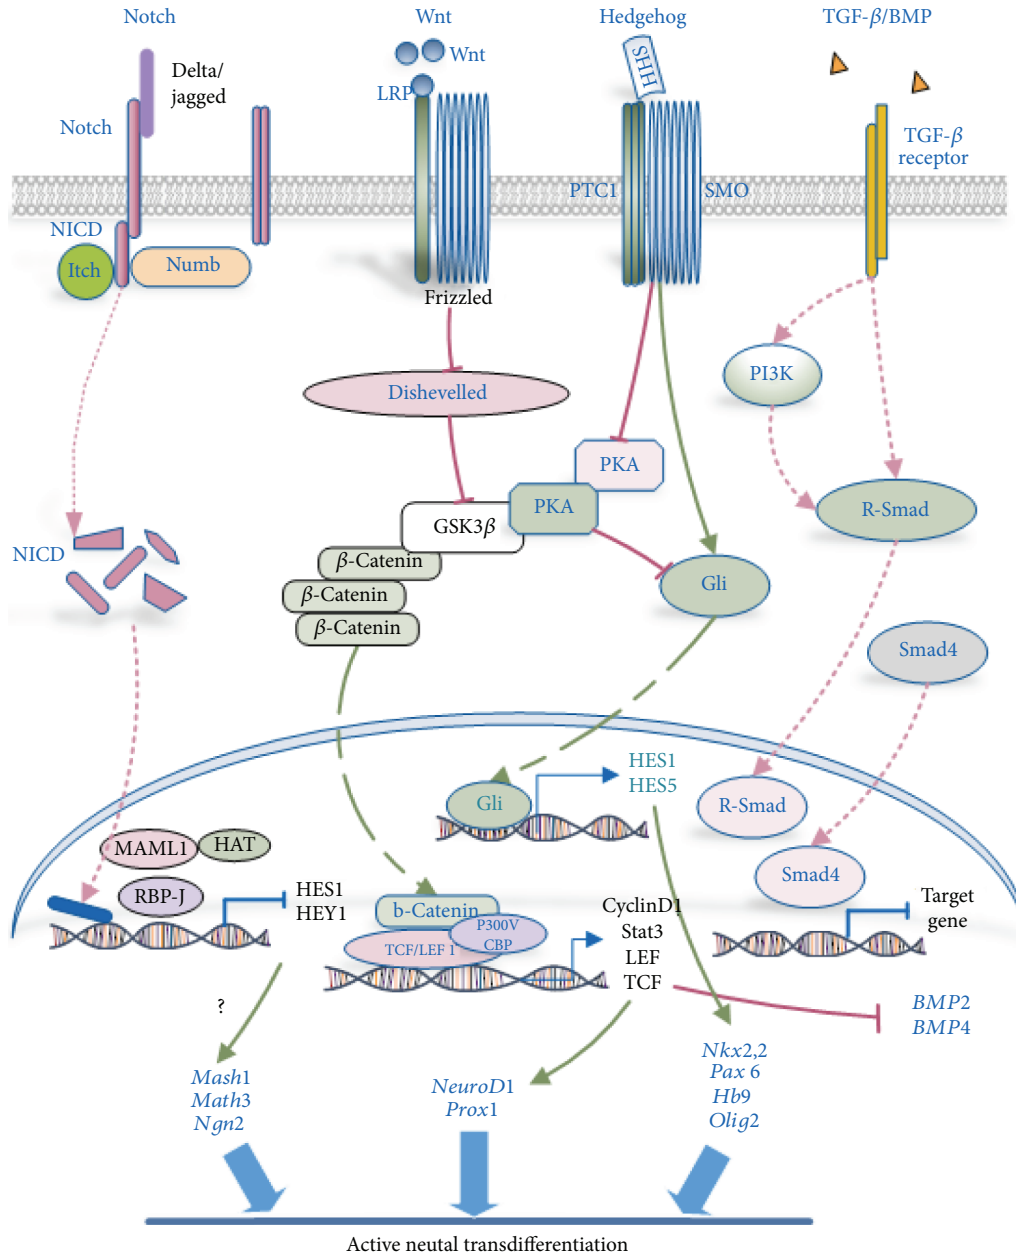 Notch
Wnt
Hedgehog
TGF-β/BMP
Delta/
jagged
Notch
NICD
Itch
Numb
Wnt
LRP
Frizzled
SHH
PTC1
SMO
TGF-β
receptor
Dishevelled
PI3K
PKA
PKA
GSK3β
R-Smad
NICD
β-Catenin
β-Catenin
β-Catenin
Gli
Smad4
HES1
HES5
Gli
R-Smad
Smad4
MAML1
HAT
RBP-J
HES1
HEY1
b-Catenin
P300V
CBP
TCF/LEF 1
CyclinD1
Stat3
LEF
TCF
Target
gene
BMP2
BMP4
?
Mash1
Math3
Ngn2
NeuroD1
Prox1
Nkx2,2
Pax 6
Hb9
Olig2
Active neutal transdifferentiation